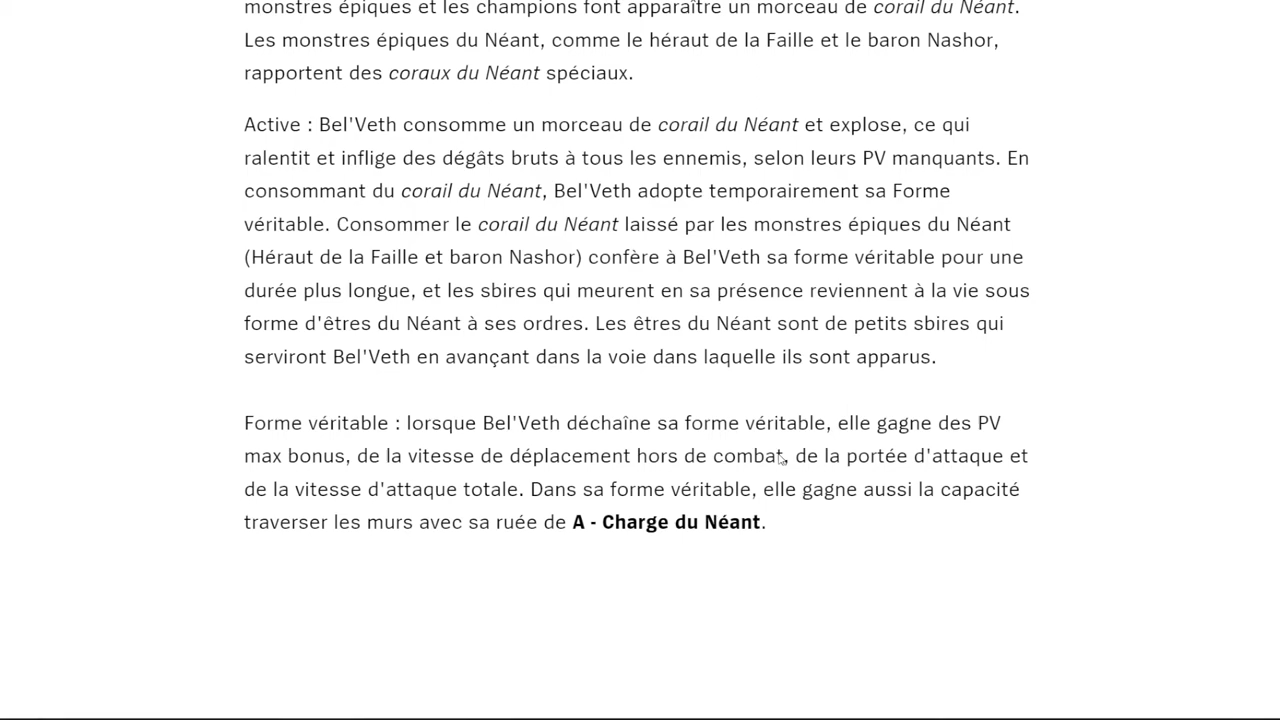 monstres épiques et les champions font apparaître un morceau de corail du Néant.
Les monstres épiques du Néant, comme le héraut de la Faille et le baron Nashor,
rapportent des coraux du Néant spéciaux.
Active : Bel'Veth consomme un morceau de corail du Néant et explose, ce qui
ralentit et inflige des dégâts bruts à tous les ennemis, selon leurs PV manquants. En
consommant du corail du Néant, Bel'Veth adopte temporairement sa Forme
véritable. Consommer le corail du Néant laissé par les monstres épiques du Néant
(Héraut de la Faille et baron Nashor) confère à Bel'Veth sa forme véritable pour une
durée plus longue, et les sbires qui meurent en sa présence reviennent à la vie sous
forme d'êtres du Néant à ses ordres. Les êtres du Néant sont de petits sbires qui
serviront Bel'Veth en avançant dans la voie dans laquelle ils sont apparus.
Forme véritable : lorsque Bel'Veth déchaîne sa forme véritable, elle gagne des PV
max bonus, de la vitesse de déplacement hors de combat, de la portée d'attaque et
de la vitesse d'attaque totale. Dans sa forme véritable, elle gagne aussi la capacité
traverser les murs avec sa ruée de A - Charge du Néant.